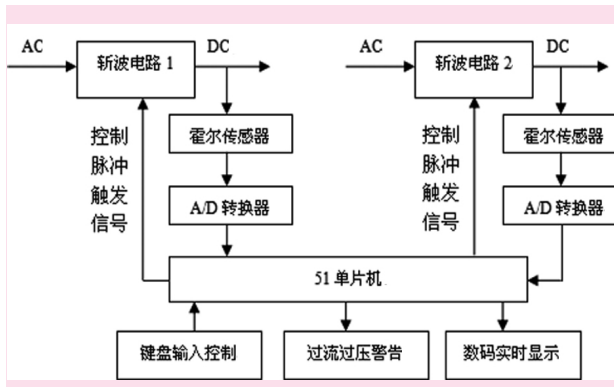 AC
斩波电路 1
DC
AC
斩波电路 2
DC
控制
脉冲
触发
信号
霍尔传感器
A/D 转换器
控制
脉冲
触发
信号
霍尔传感器
A/D 转换器
51 单片机
键盘输入控制
过流过压警告
数码实时显示